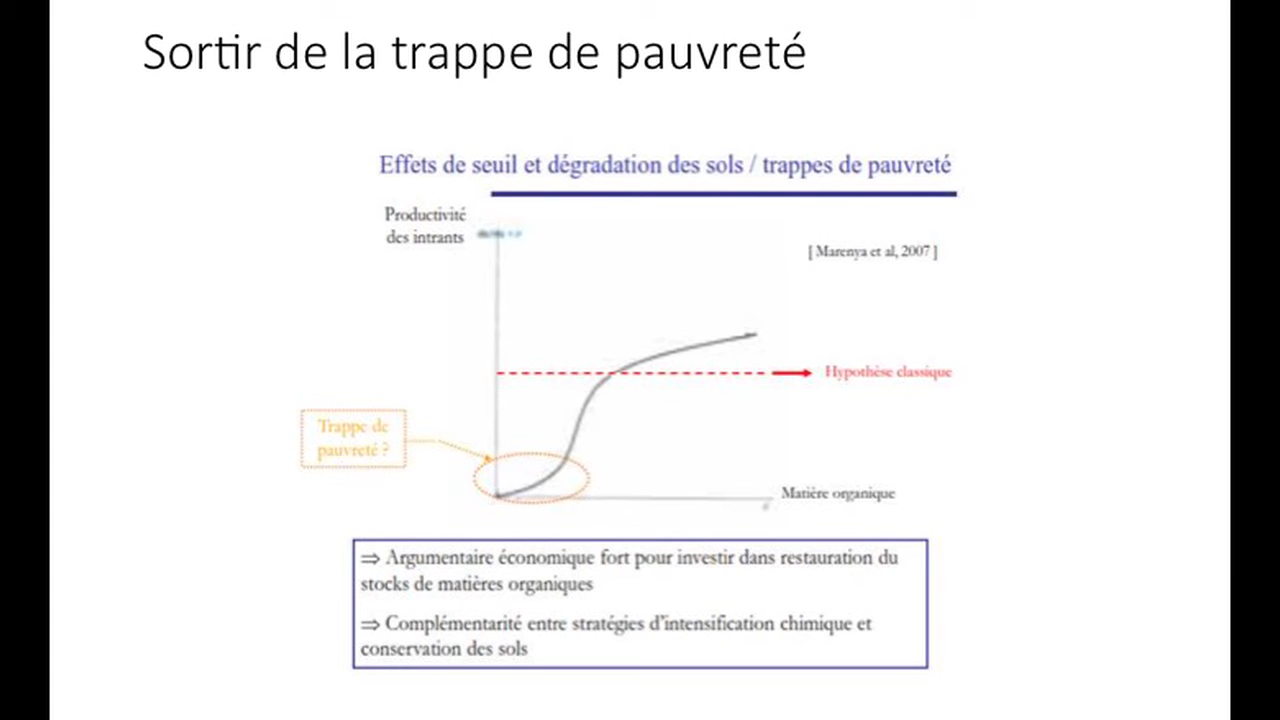 Sortir de la trappe de pauvreté
Effets de seuil et dégradation des sols / trappes de pauvreté
Productivité
des intrants
[ Marenya et al, 2007 ]
Hypothèse classique
Trappe de
pauvreté ?
Matière organique
⇒ Argumentaire économique fort pour investir dans restauration du
stocks de matières organiques
⇒ Complémentarité entre stratégies d'intensification chimique et
conservation des sols